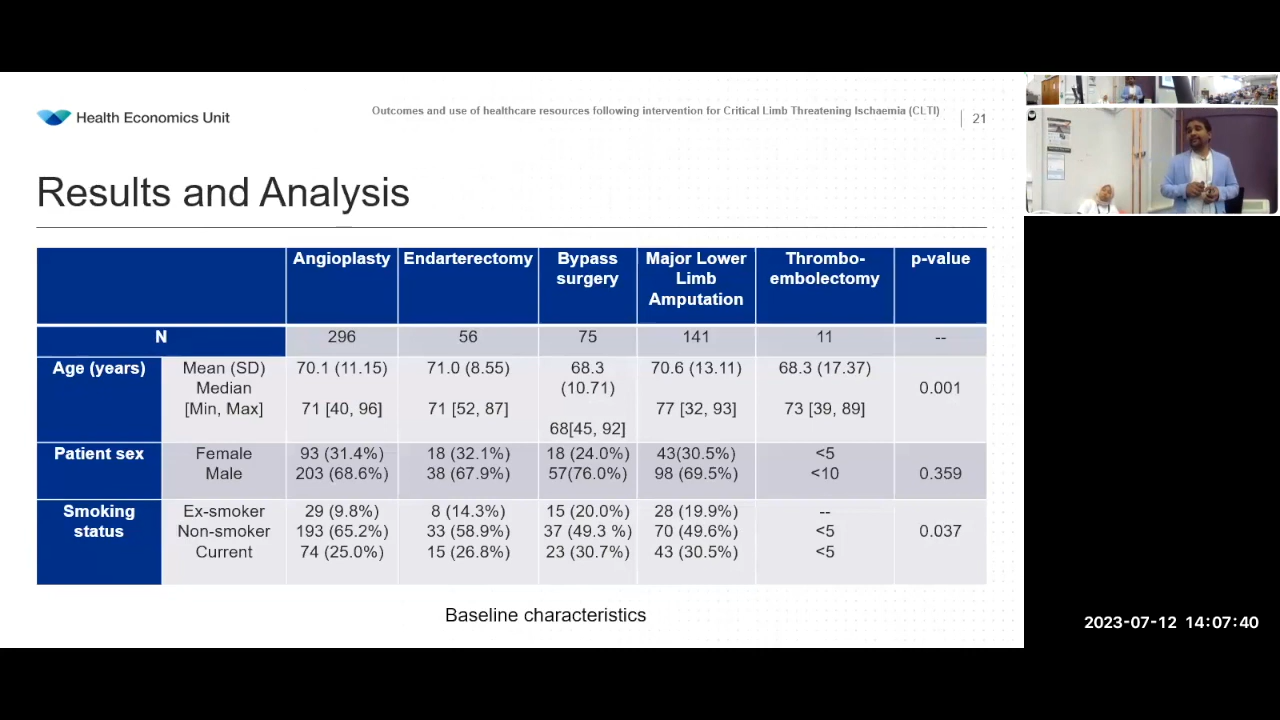 Health Economics Unit
Outcomes and use of healthcare resources following intervention for Critical Limb Threatening Ischaemia (CLTI)
21
Results and Analysis
Angioplasty Endarterectomy Bypass surgery Major Lower Limb Amputation Thrombo-embolectomy p-value
N 296 56 75 141 11 --
Age (years) Mean (SD) 70.1 (11.15) 71.0 (8.55) 68.3 (10.71) 70.6 (13.11) 68.3 (17.37) 0.001
Median [Min, Max] 71 [40, 96] 71 [52, 87] 68[45, 92] 77 [32, 93] 73 [39, 89]
Patient sex Female 93 (31.4%) 18 (32.1%) 18 (24.0%) 43(30.5%) <5
Male 203 (68.6%) 38 (67.9%) 57(76.0%) 98 (69.5%) <10 0.359
Smoking status Ex-smoker 29 (9.8%) 8 (14.3%) 15 (20.0%) 28 (19.9%) --
Non-smoker 193 (65.2%) 33 (58.9%) 37 (49.3 %) 70 (49.6%) <5 0.037
Current 74 (25.0%) 15 (26.8%) 23 (30.7%) 43 (30.5%) <5
Baseline characteristics
2023-07-12 14:07:40